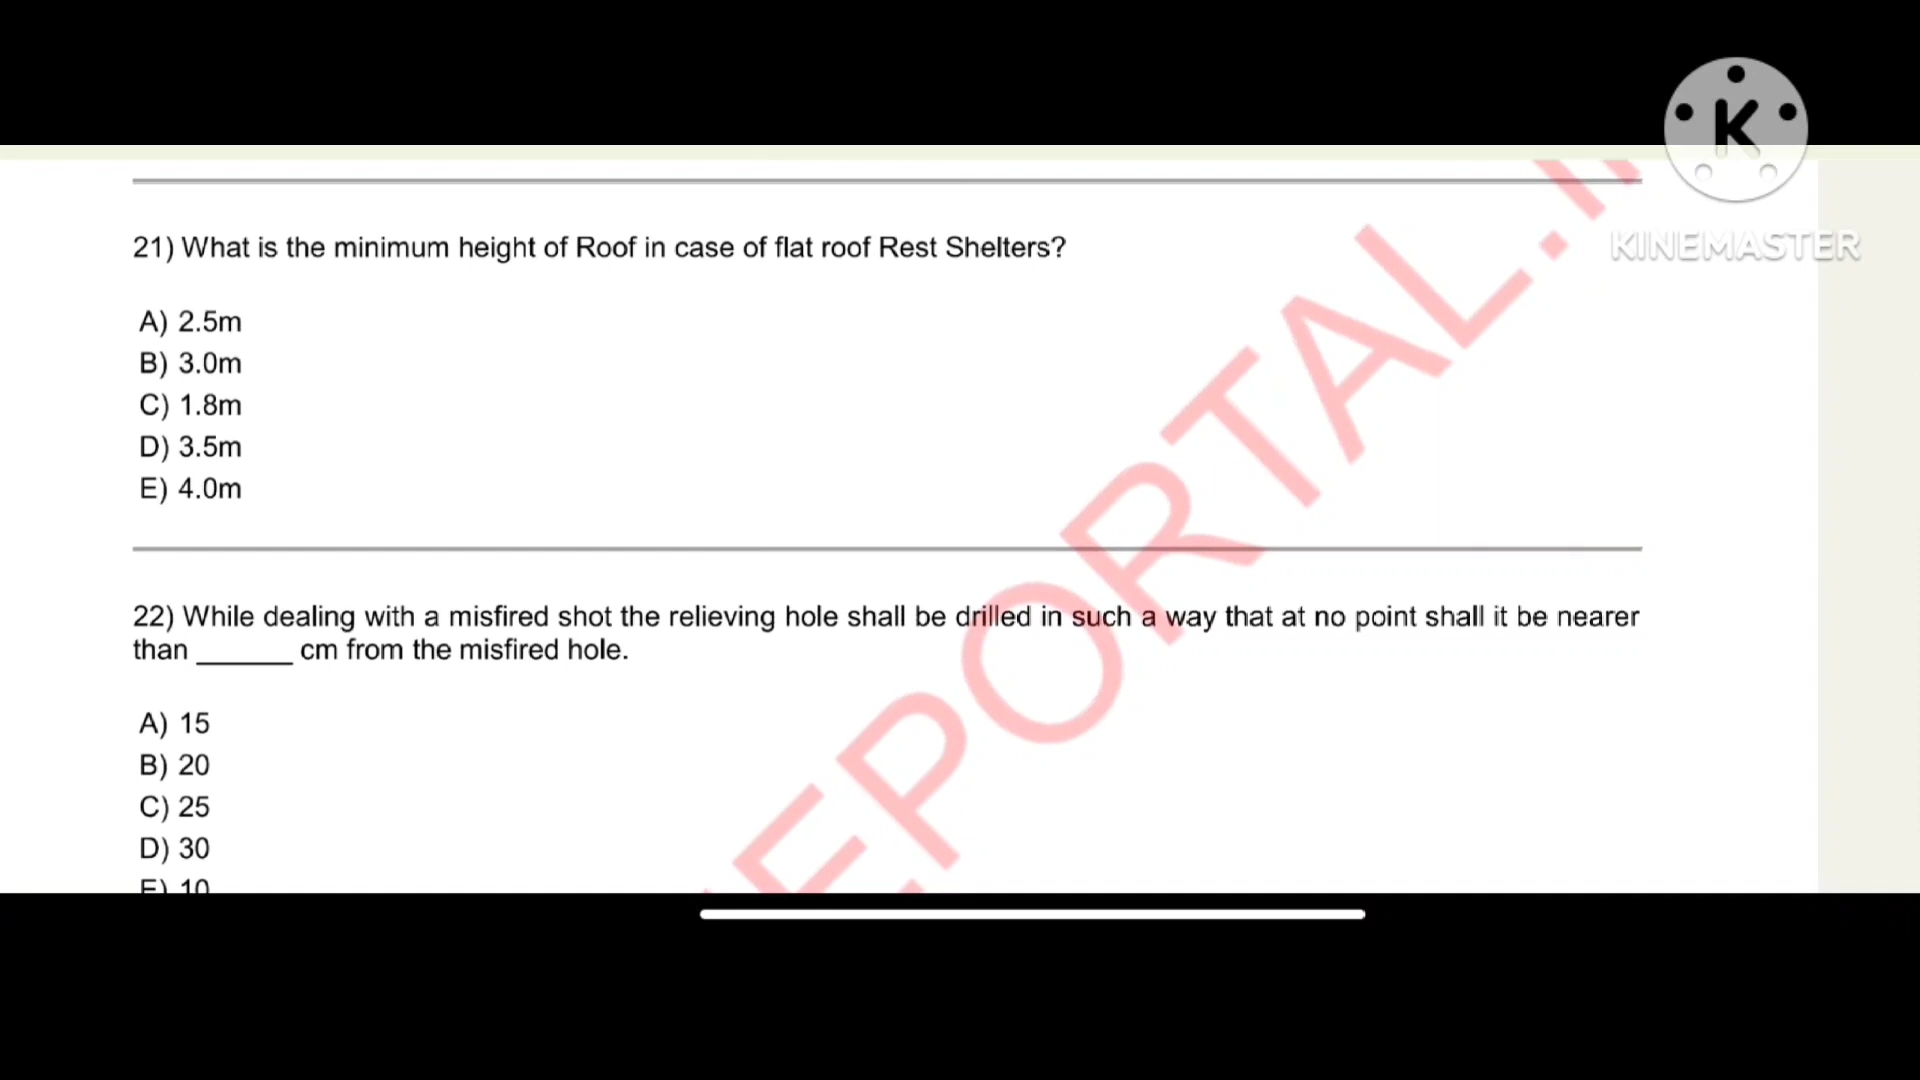 K
KINEMASTER
21) What is the minimum height of Roof in case of flat roof Rest Shelters?
A) 2.5m
B) 3.0m
C) 1.8m
D) 3.5m
E) 4.0m
22) While dealing with a misfired shot the relieving hole shall be drilled in such a way that at no point shall it be nearer
than ______ cm from the misfired hole.
A) 15
B) 20
C) 25
D) 30
E) 10
EPORTAL.I